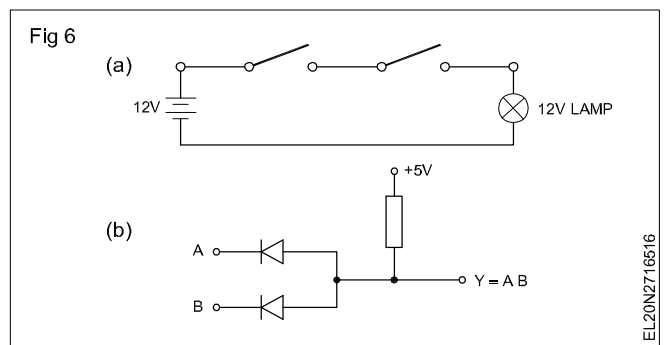 Fig 6
(a)
12V
12V LAMP
+5V
(b)
A
Y = A B
B
EL20N2716516